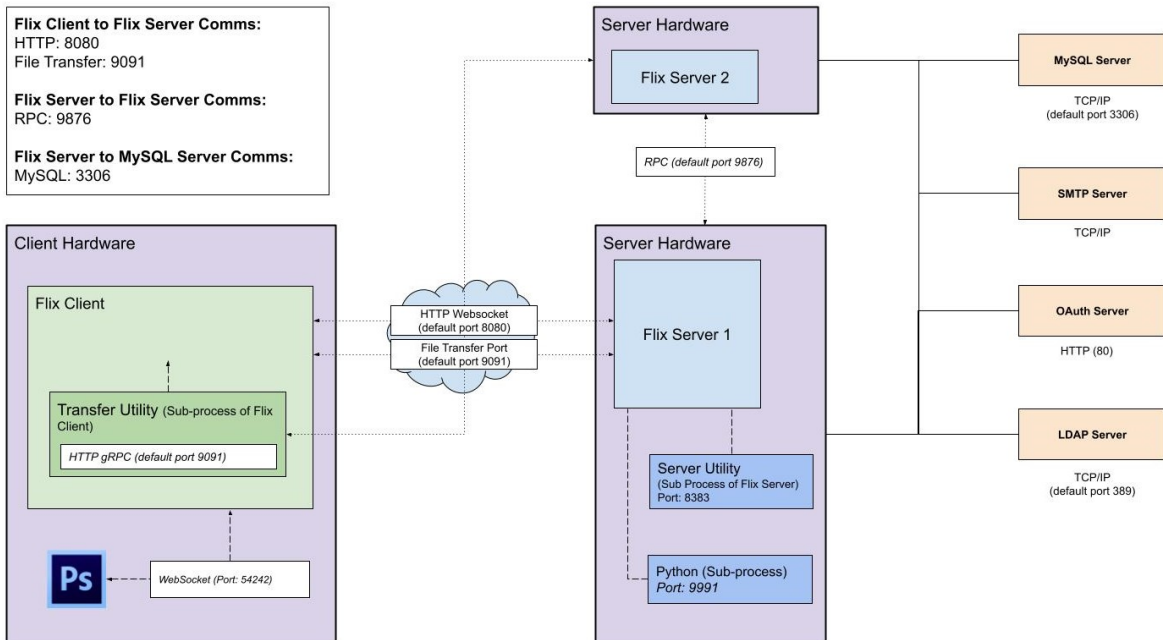 Flix Client to Flix Server Comms:
HTTP: 8080
File Transfer: 9091
Flix Server to Flix Server Comms:
RPC: 9876
Flix Server to MySQL Server Comms:
MySQL: 3306
Server Hardware
Flix Server 2
RPC (default port 9876)
MySQL Server
TCP/IP
(default port 3306)
SMTP Server
TCP/IP
OAuth Server
HTTP (80)
LDAP Server
TCP/IP
(default port 389)
Client Hardware
Flix Client
Transfer Utility (Sub-process of Flix
Client)
HTTP gRPC (default port 9091)
Ps
WebSocket (Port: 54242)
HTTP Websocket
(default port 8080)
File Transfer Port
(default port 9091)
Server Hardware
Flix Server 1
Server Utility
(Sub Process of Flix Server)
Port: 8383
Python (Sub-process)
Port: 9991